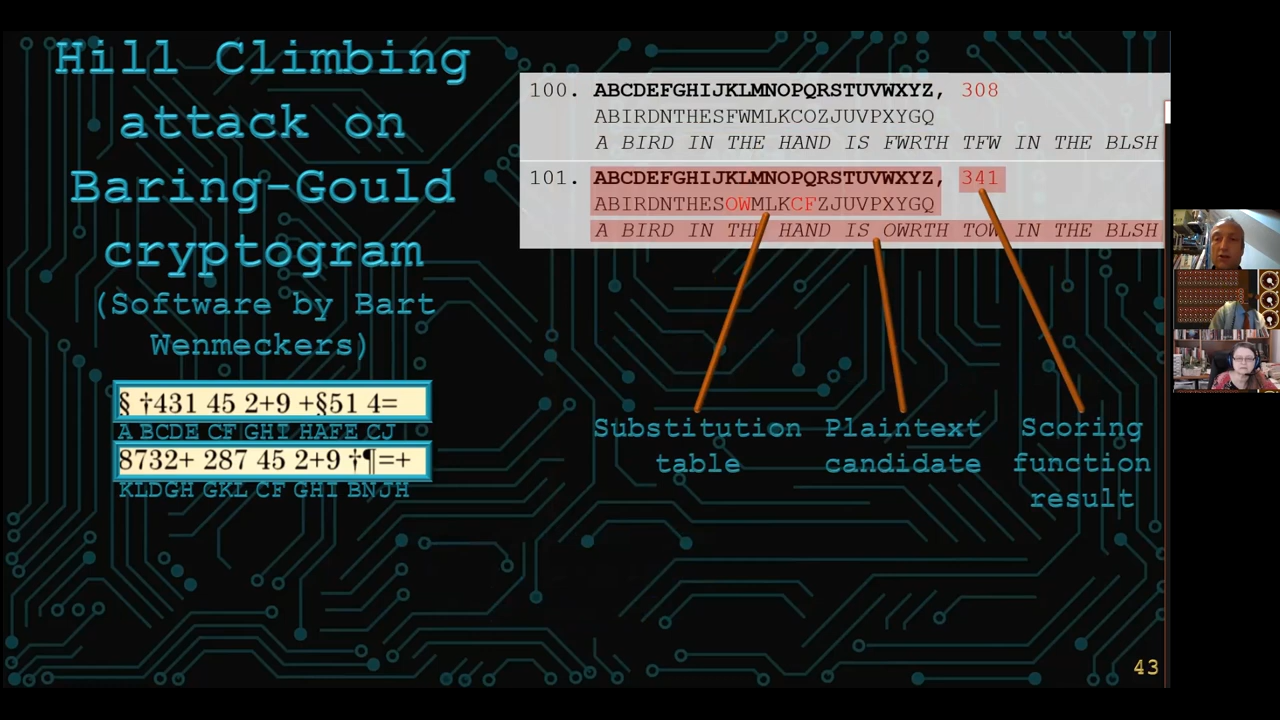 Hill Climbing
attack on
Baring-Gould
cryptogram
(Software by Bart
Wenmeckers)
§ †431 45 2+9 +§51 4=
A BCDE CF GHI HAFE CJ
8732+ 287 45 2+9 †¶=+
KLDGH GKL CF GHI BNJH
100. ABCDEFGHIJKLMNOPQRSTUVWXYZ, 308
ABIRDNTHESFWMLKCOZJUVPXYGQ
A BIRD IN THE HAND IS FWRTH TFW IN THE BLSH
101. ABCDEFGHIJKLMNOPQRSTUVWXYZ, 341
ABIRDNTHESOWMLKCFZJUVPXYGQ
A BIRD IN THE HAND IS OWRTH TOW IN THE BLSH
Substitution
table
Plaintext
candidate
Scoring
function
result
43